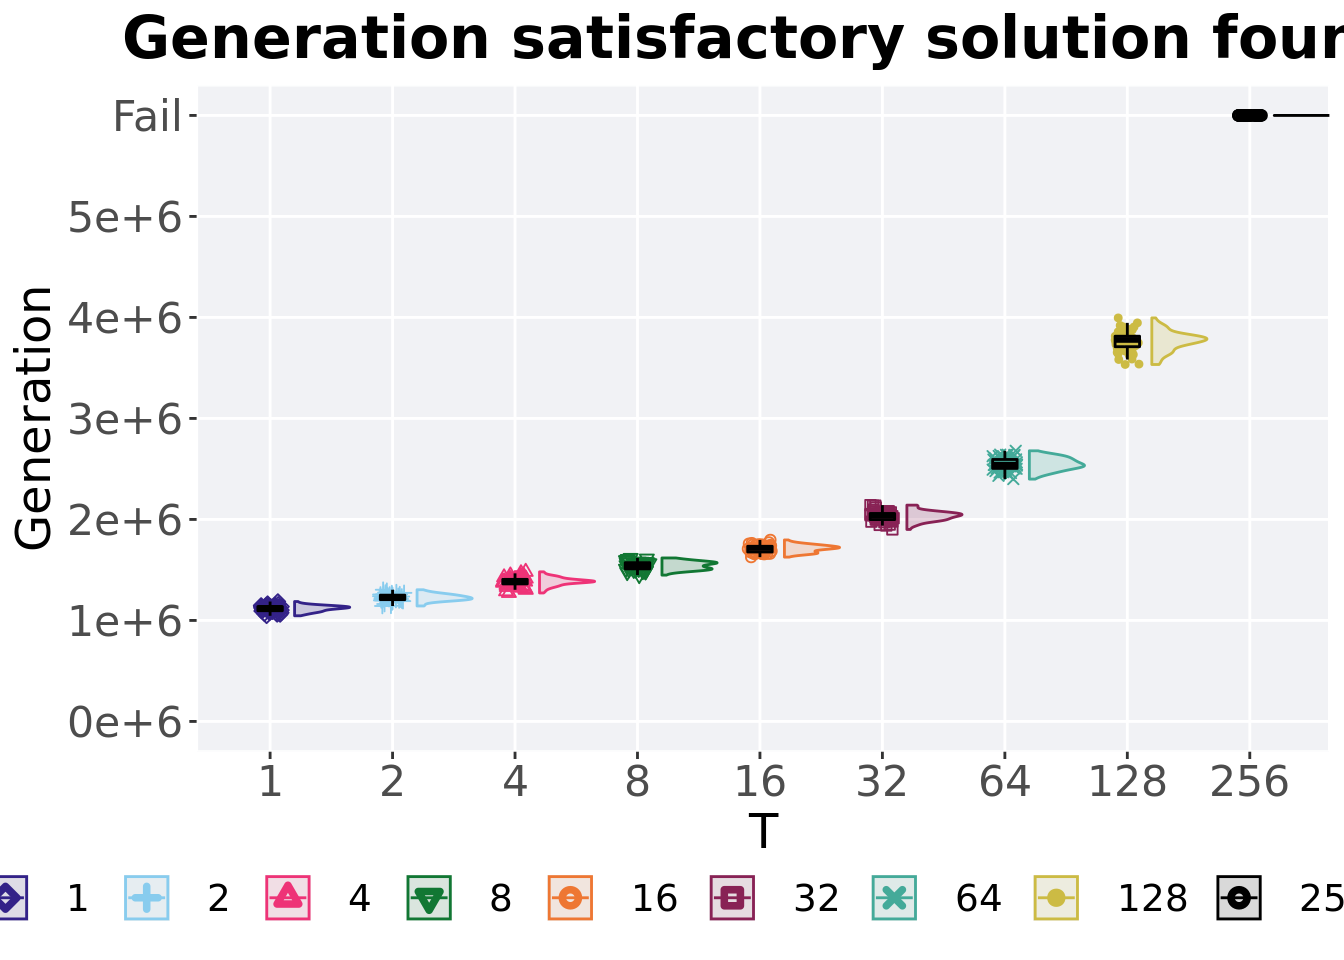 Generation satisfactory solution four
Fail
5e+6
4e+6
3e+6
2e+6
1e+6
0e+6
Generation
1 2 4 8 16 32 64 128 256
T
1 2 4 8 16 32 64 128 25